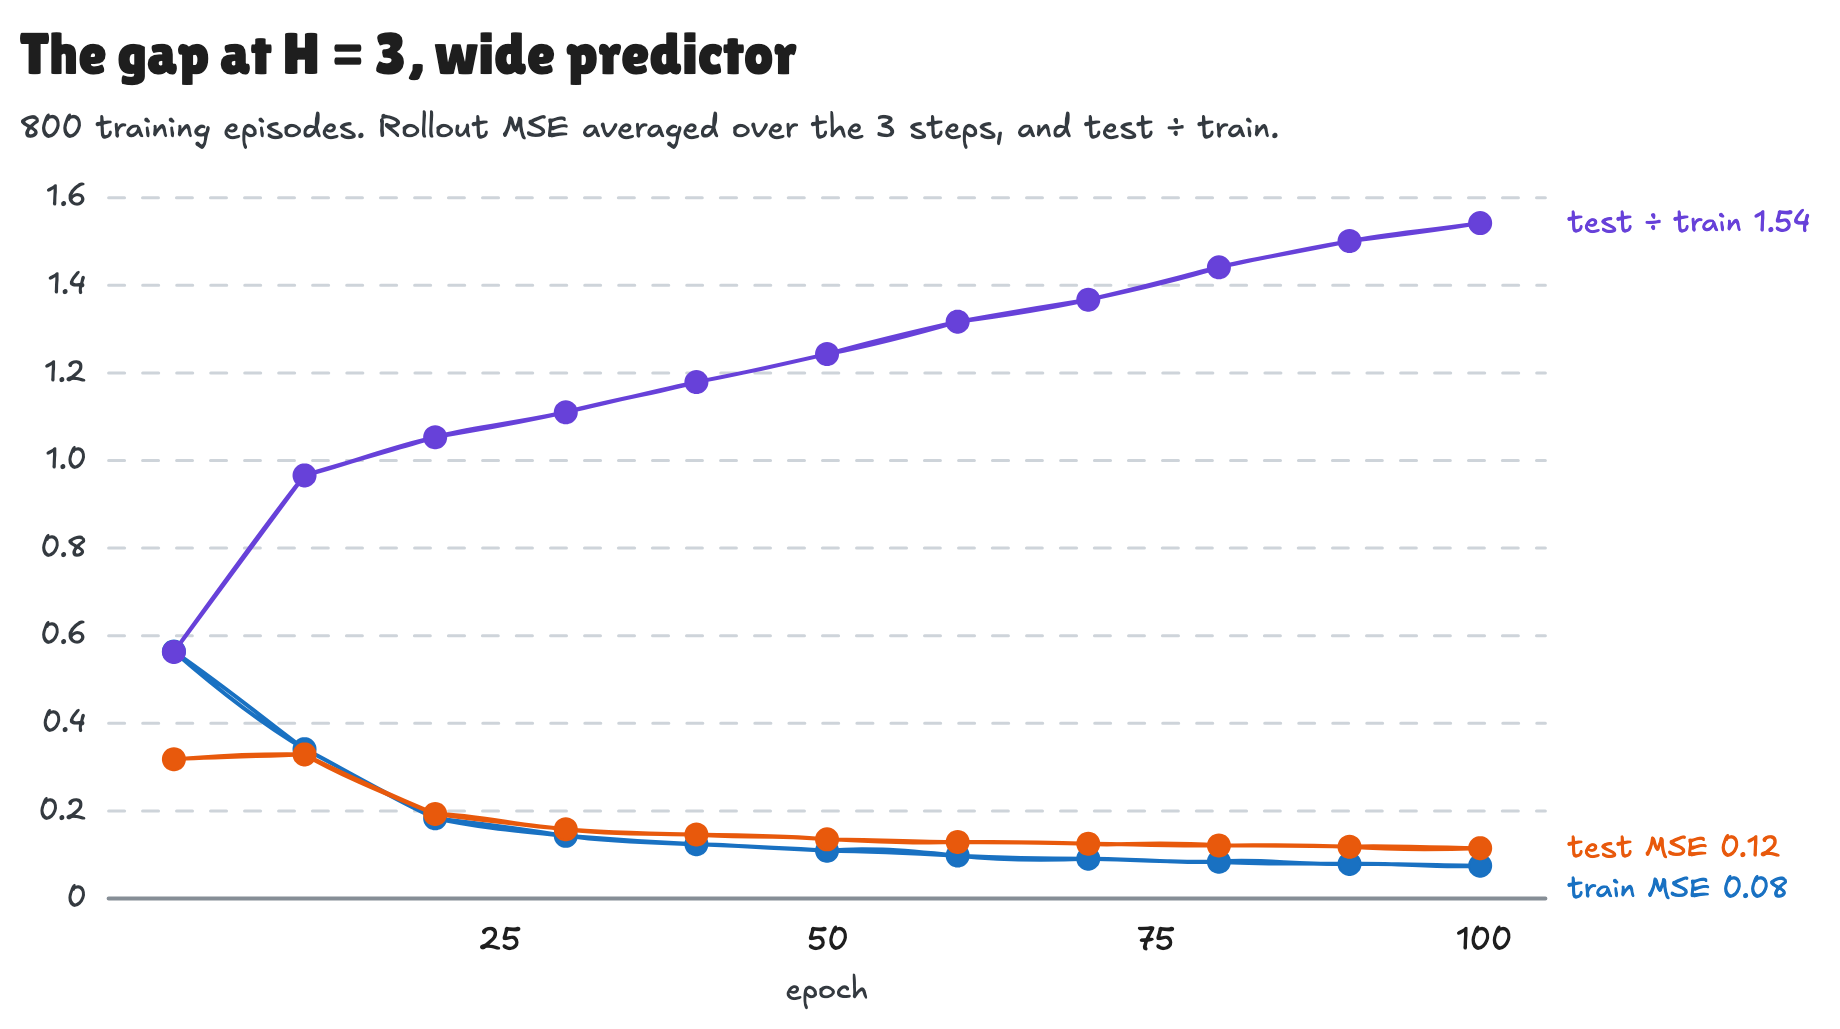 The gap at H = 3, wide predictor
800 training episodes. Rollout MSE averaged over the 3 steps, and test ÷ train.
1.6
test ÷ train 1.54
1.4
1.2
1.0
0.8
0.6
0.4
0.2
test MSE 0.12
train MSE 0.08
0
25 50 75 100
epoch